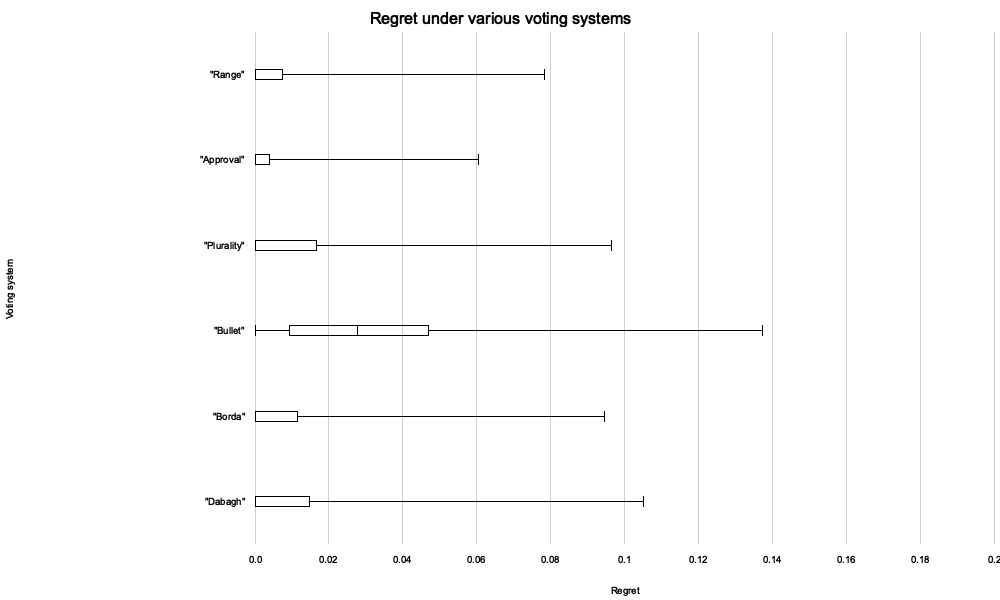 Regret under various voting systems
"Range"
"Approval"
"Plurality"
Voting system
"Bullet"
"Borda"
"Dabagh"
0.0 0.02 0.04 0.06 0.08 0.1 0.12 0.14 0.16 0.18 0.2
Regret